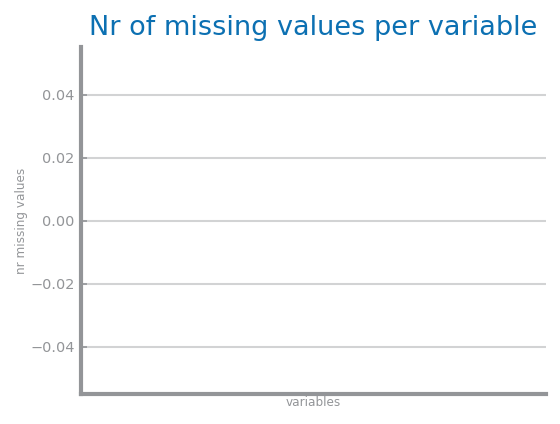 Nr of missing values per variable
0.04
0.02
0.00
−0.02
−0.04
nr missing values
variables